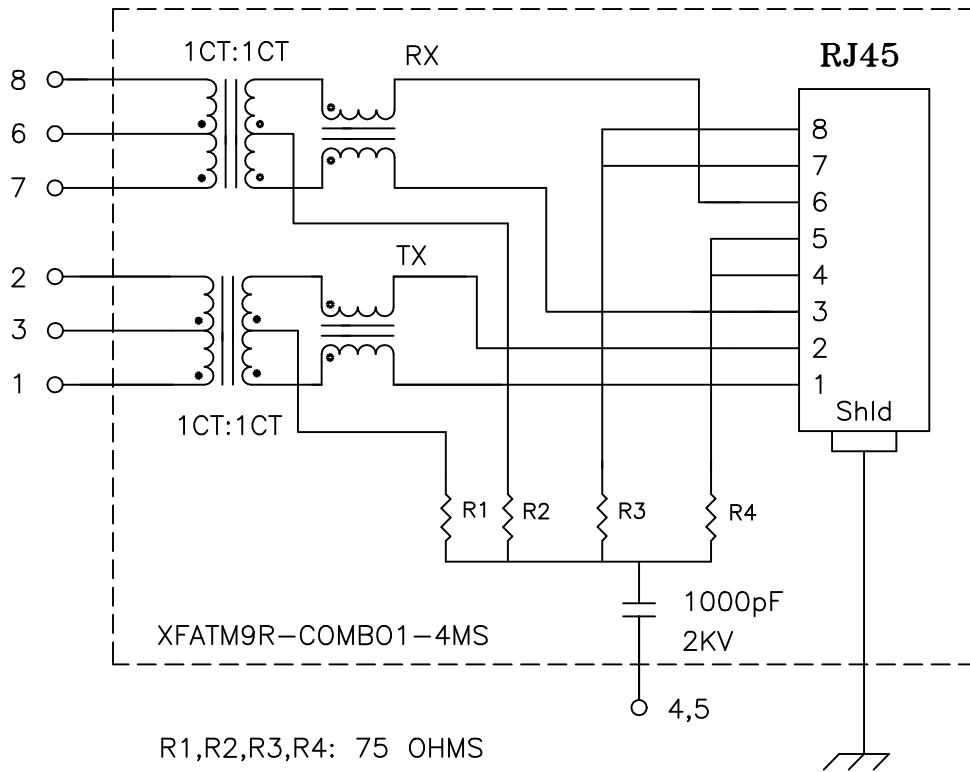 1CT:1CT
RX
RJ45
8
6
7
8
7
6
5
4
3
2
1
Shld
TX
2
3
1
1CT:1CT
R1
R2
R3
R4
1000pF
2KV
XFATM9R-COMBO1-4MS
4,5
R1,R2,R3,R4: 75 OHMS